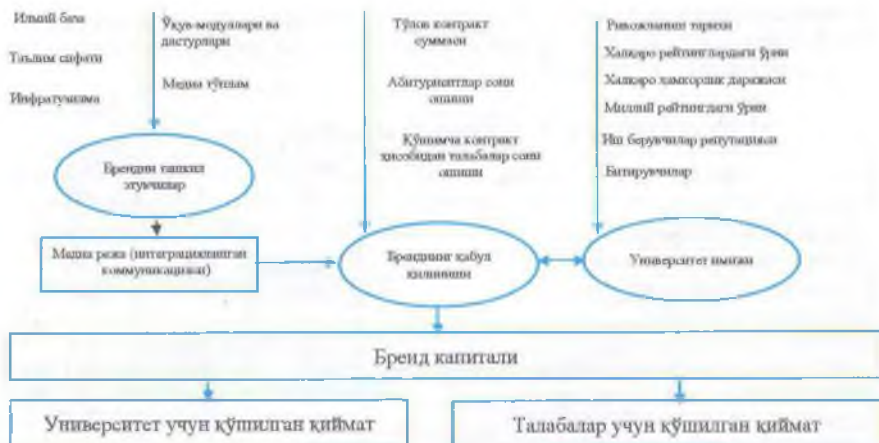 Илмий база
Таълим сифати
Инфратузилма
Ўқув модуллари ва
дастурлари
Медиа тўплам
Брендни ташкил
этувчилар
Медиа режа (интеграциялашган
коммуникация)
Тўлов контракт
суммаси
Абитуриентлар сони
ошиши
Қўшимча контракт
ҳисобидан талабалар сони
ошиши
Брендинг қабул
қилиниши
Ривожланиш тарихи
Халқаро рейтинглардаги ўрни
Халқаро ҳамкорлик даражаси
Миллий рейтингдаги ўрни
Иш берувчилар репутацияси
Битирувчилар
Университет имижи
Бренд капитали
Университет учун қўшилган қиймат
Талабалар учун қўшилган қиймат